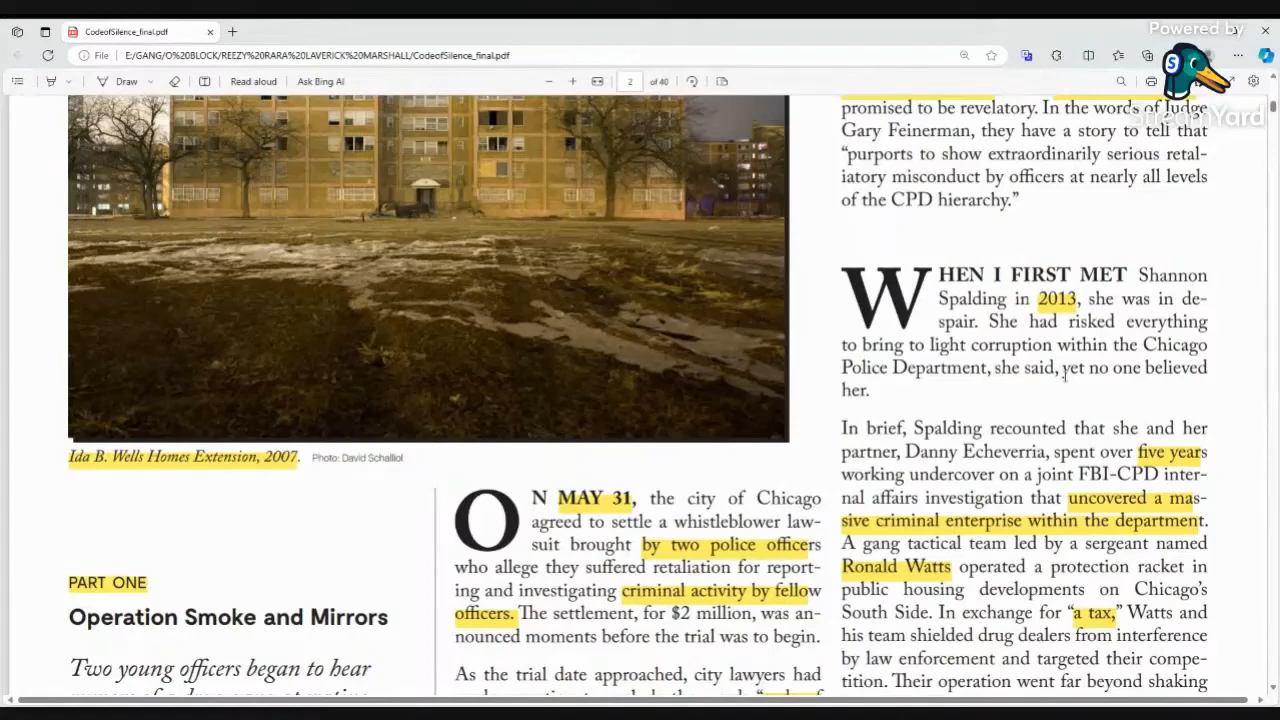 CodeofSilence_final.pdf
Powered by
File
E:/GANG/O%20BLOCK/REEZY%20RARA%20LAVERICK%20MARSHALL/CodeofSilence_final.pdf
Draw
Read aloud
Ask Bing AI
2
of 40
StreamYard
promised to be revelatory. In the words of Judge
Gary Feinerman, they have a story to tell that
“purports to show extraordinarily serious retal-
iatory misconduct by officers at nearly all levels
of the CPD hierarchy.”
WHEN I FIRST MET Shannon
Spalding in 2013, she was in de-
spair. She had risked everything
to bring to light corruption within the Chicago
Police Department, she said, yet no one believed
her.
In brief, Spalding recounted that she and her
partner, Danny Echeverria, spent over five years
working undercover on a joint FBI-CPD inter-
nal affairs investigation that uncovered a mas-
sive criminal enterprise within the department.
A gang tactical team led by a sergeant named
Ronald Watts operated a protection racket in
public housing developments on Chicago’s
South Side. In exchange for “a tax,” Watts and
his team shielded drug dealers from interference
by law enforcement and targeted their compe-
tition. Their operation went far beyond shaking
Ida B. Wells Homes Extension, 2007. Photo: David Schalliol
PART ONE
Operation Smoke and Mirrors
Two young officers began to hear
ON MAY 31, the city of Chicago
agreed to settle a whistleblower law-
suit brought by two police officers
who allege they suffered retaliation for report-
ing and investigating criminal activity by fellow
officers. The settlement, for $2 million, was an-
nounced moments before the trial was to begin.
As the trial date approached, city lawyers had